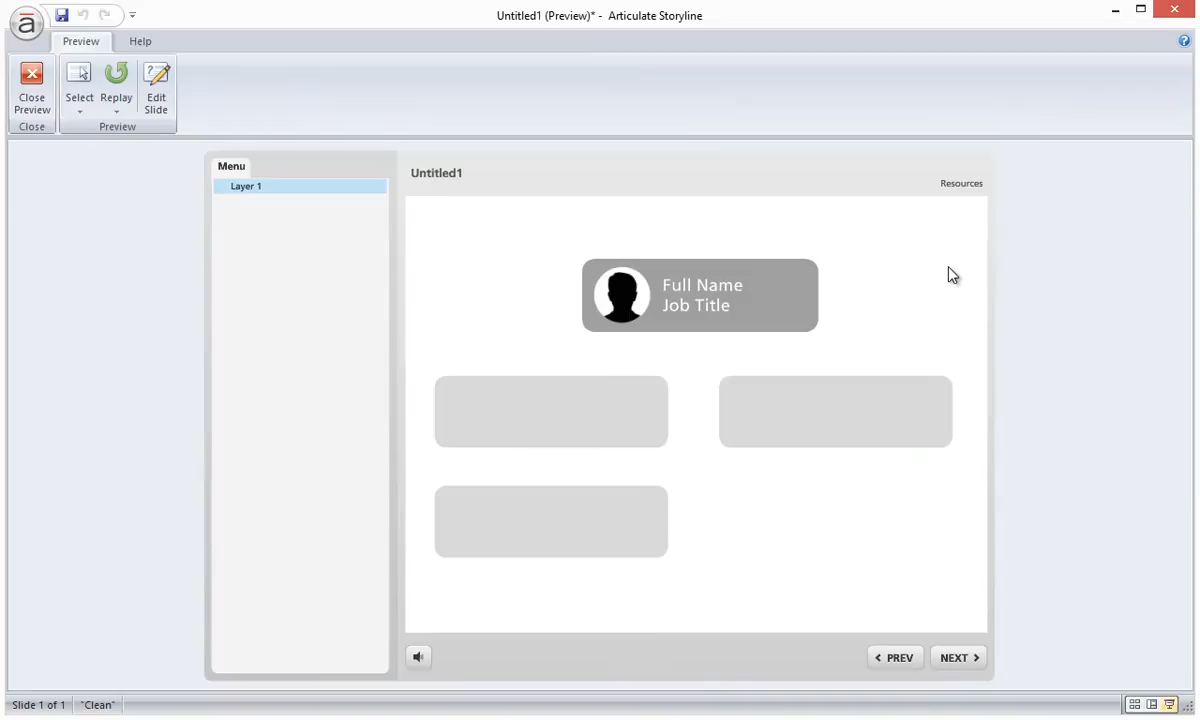 Untitled1 (Preview)* - Articulate Storyline
Preview
Help
Close
Preview
Select
Replay
Edit
Slide
Close
Preview
Menu
Layer 1
Untitled1
Resources
Full Name
Job Title
PREV
NEXT
Slide 1 of 1
"Clean"